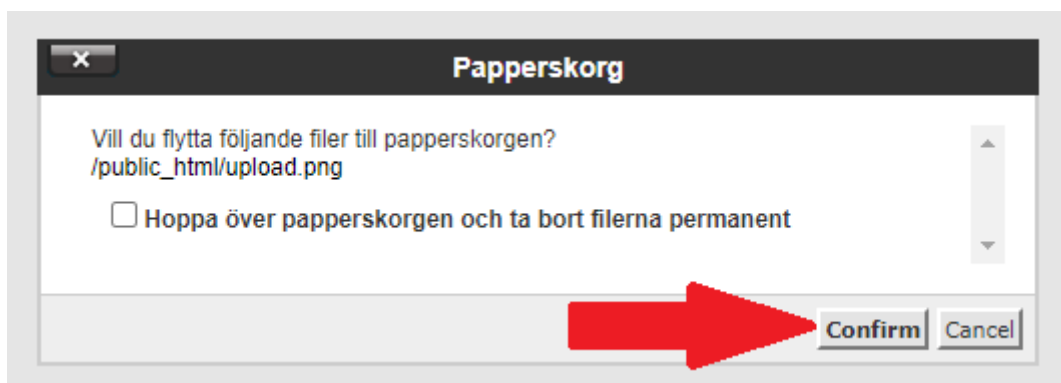 Papperskorg
Vill du flytta följande filer till papperskorgen?
/public_html/upload.png
Hoppa över papperskorgen och ta bort filerna permanent
Confirm Cancel